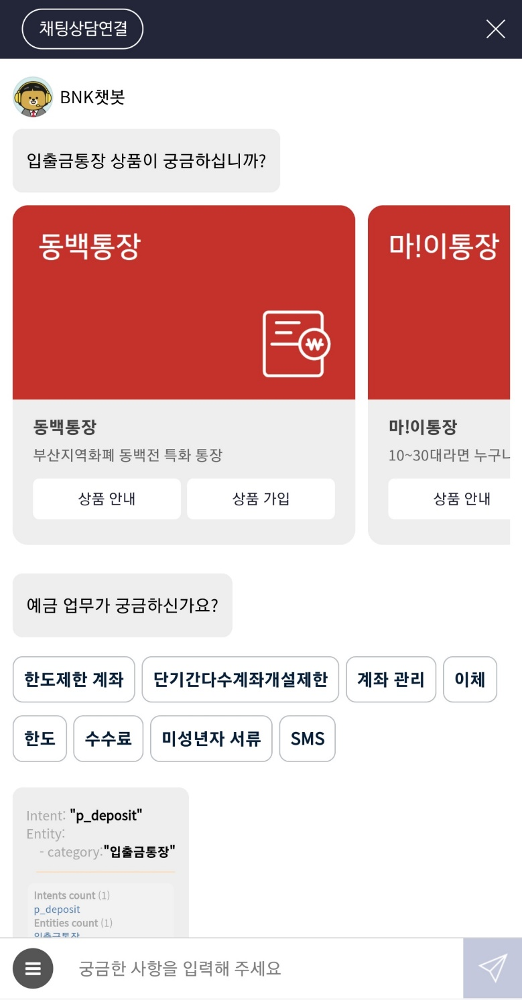 채팅상담연결
BNK챗봇
입출금통장 상품이 궁금하십니까?
동백통장
마!이통장
동백통장
부산지역화폐 동백전 특화 통장
상품 안내
상품 가입
마!이통장
10~30대라면 누구나
상품 안내
예금 업무가 궁금하신가요?
한도제한 계좌
단기간다수계좌개설제한
계좌 관리
이체
한도
수수료
미성년자 서류
SMS
Intent: "p_deposit"
Entity:
- category:"입출금통장"
Intents count (1)
p_deposit
Entities count (1)
입출금통장
궁금한 사항을 입력해 주세요